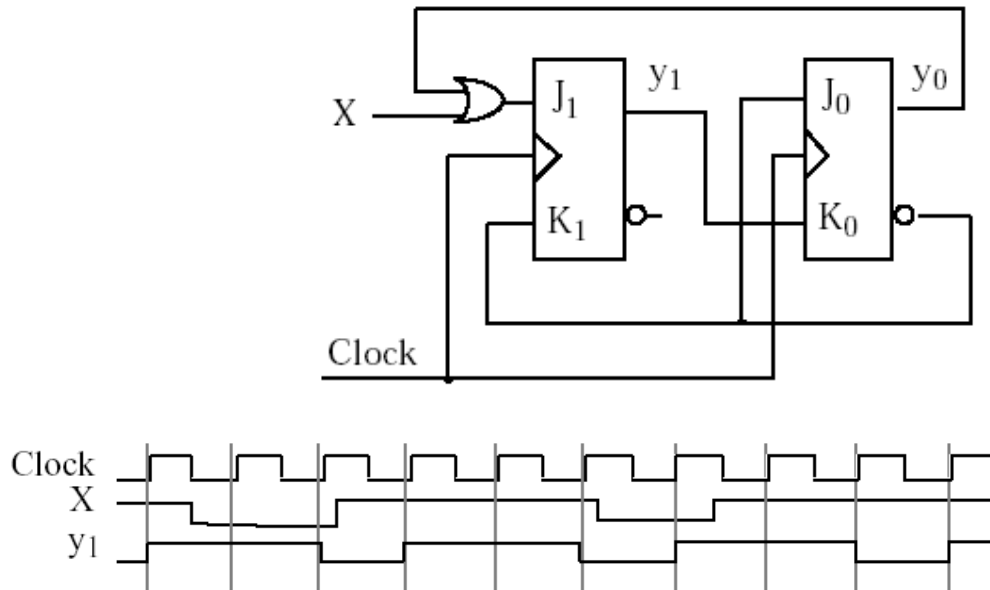 y₁ y₀
J₁ J₀
X
K₁ K₀
Clock
Clock
X
y₁